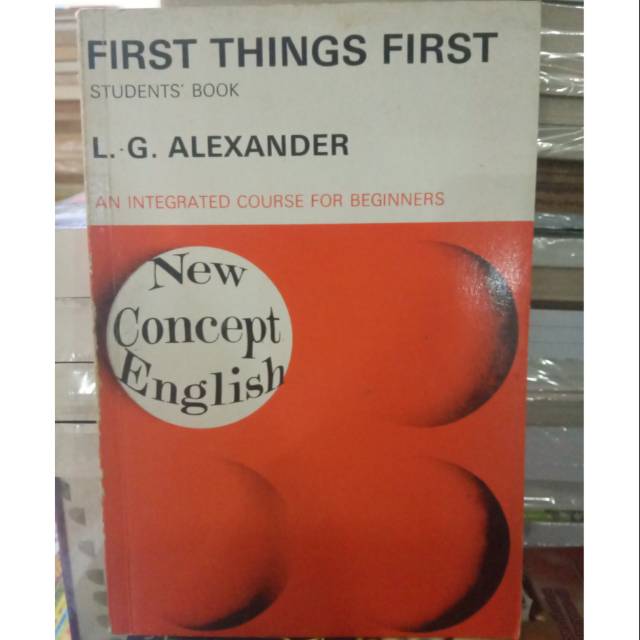 FIRST THINGS FIRST
STUDENTS' BOOK
L. G. ALEXANDER
AN INTEGRATED COURSE FOR BEGINNERS
New
Concept
English